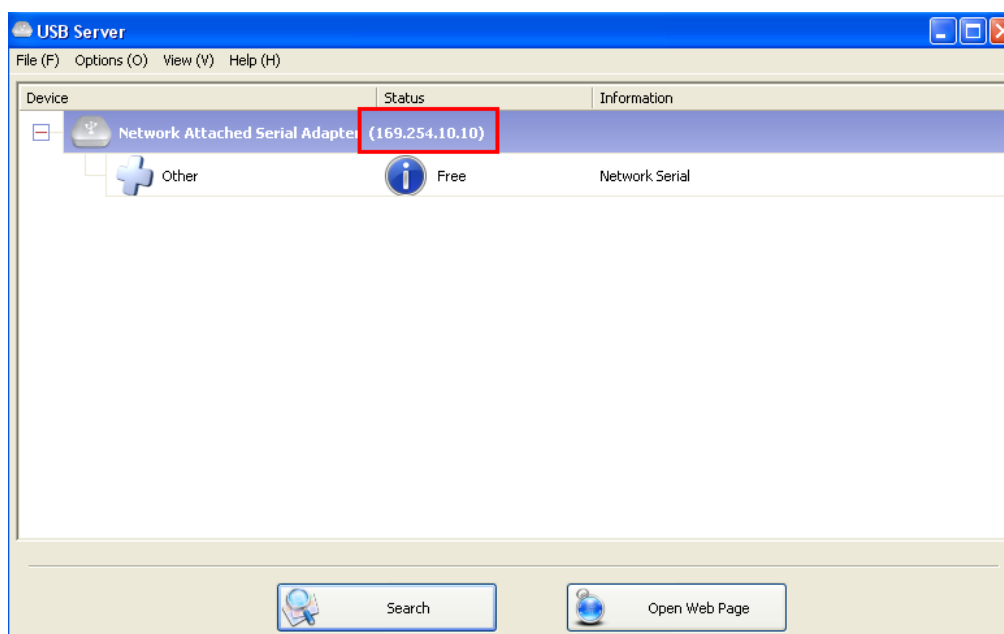 USB Server
File (F) Options (O) View (V) Help (H)
Device Status Information
Network Attached Serial Adapter (169.254.10.10)
Other Free Network Serial
Search Open Web Page